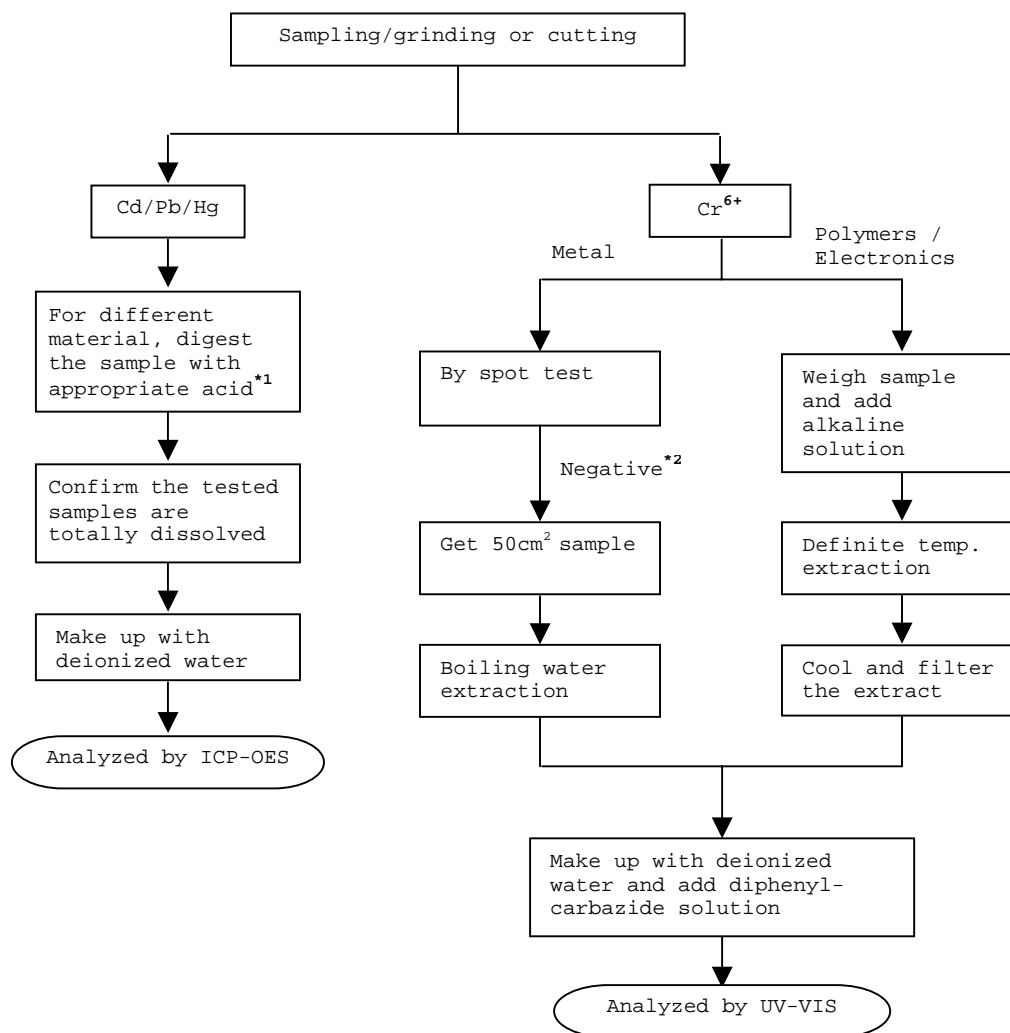 Sampling/grinding or cutting
Cd/Pb/Hg
For different
material, digest
the sample with
appropriate acid*1
Confirm the tested
samples are
totally dissolved
Make up with
deionized water
Analyzed by ICP-OES
Cr6+
Metal
Polymers /
Electronics
By spot test
Negative*2
Get 50cm2 sample
Boiling water
extraction
Weigh sample
and add
alkaline
solution
Definite temp.
extraction
Cool and filter
the extract
Make up with deionized
water and add diphenyl-
carbazide solution
Analyzed by UV-VIS